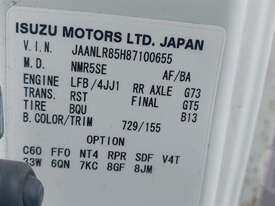 ISUZU MOTORS LTD. JAPAN
V.I.N. JAANLR85H87100655
M.D. NMR5SE AF/BA
ENGINE LFB/4JJ1 RR AXLE G73
TRANS. RST FINAL GT5
TIRE BQU B13
B.COLOR/TRIM 729/155
OPTION
C60 FFO NT4 RPR SDF V4T
33W 6QN 7KC 8GF 8JM